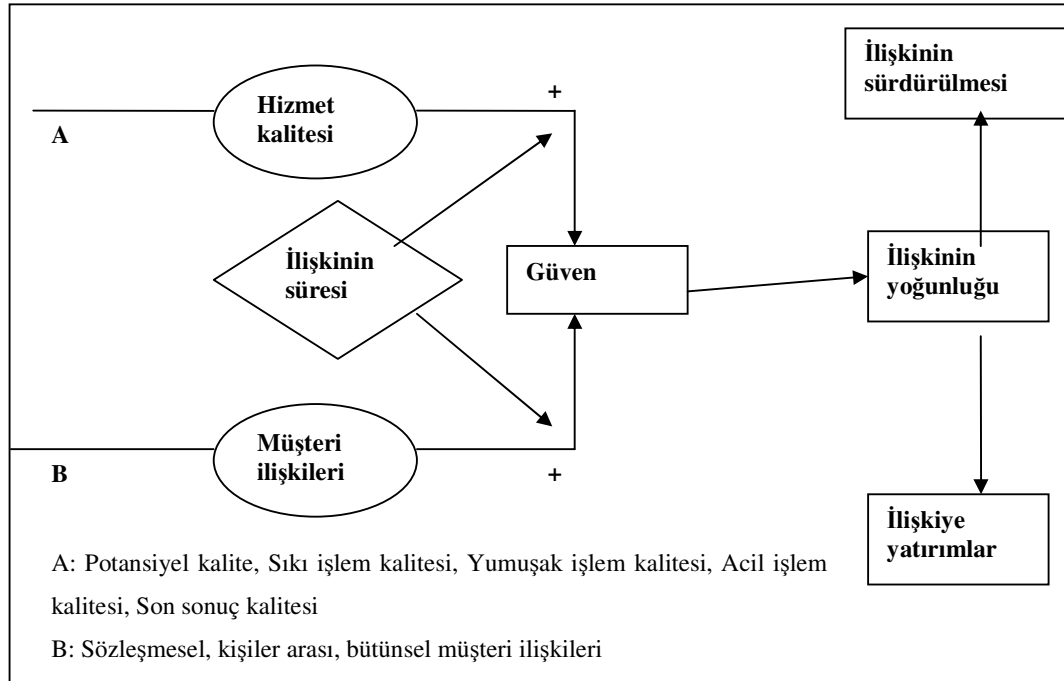 İlişkinin
sürdürülmesi
Hizmet
kalitesi
+
A
İlişkinin
süresi
Güven
İlişkinin
yoğunluğu
Müşteri
ilişkileri
B
+
İlişkiye
yatırımlar
A: Potansiyel kalite, Sıkı işlem kalitesi, Yumuşak işlem kalitesi, Acil işlem
kalitesi, Son sonuç kalitesi
B: Sözleşmesel, kişiler arası, bütünsel müşteri ilişkileri